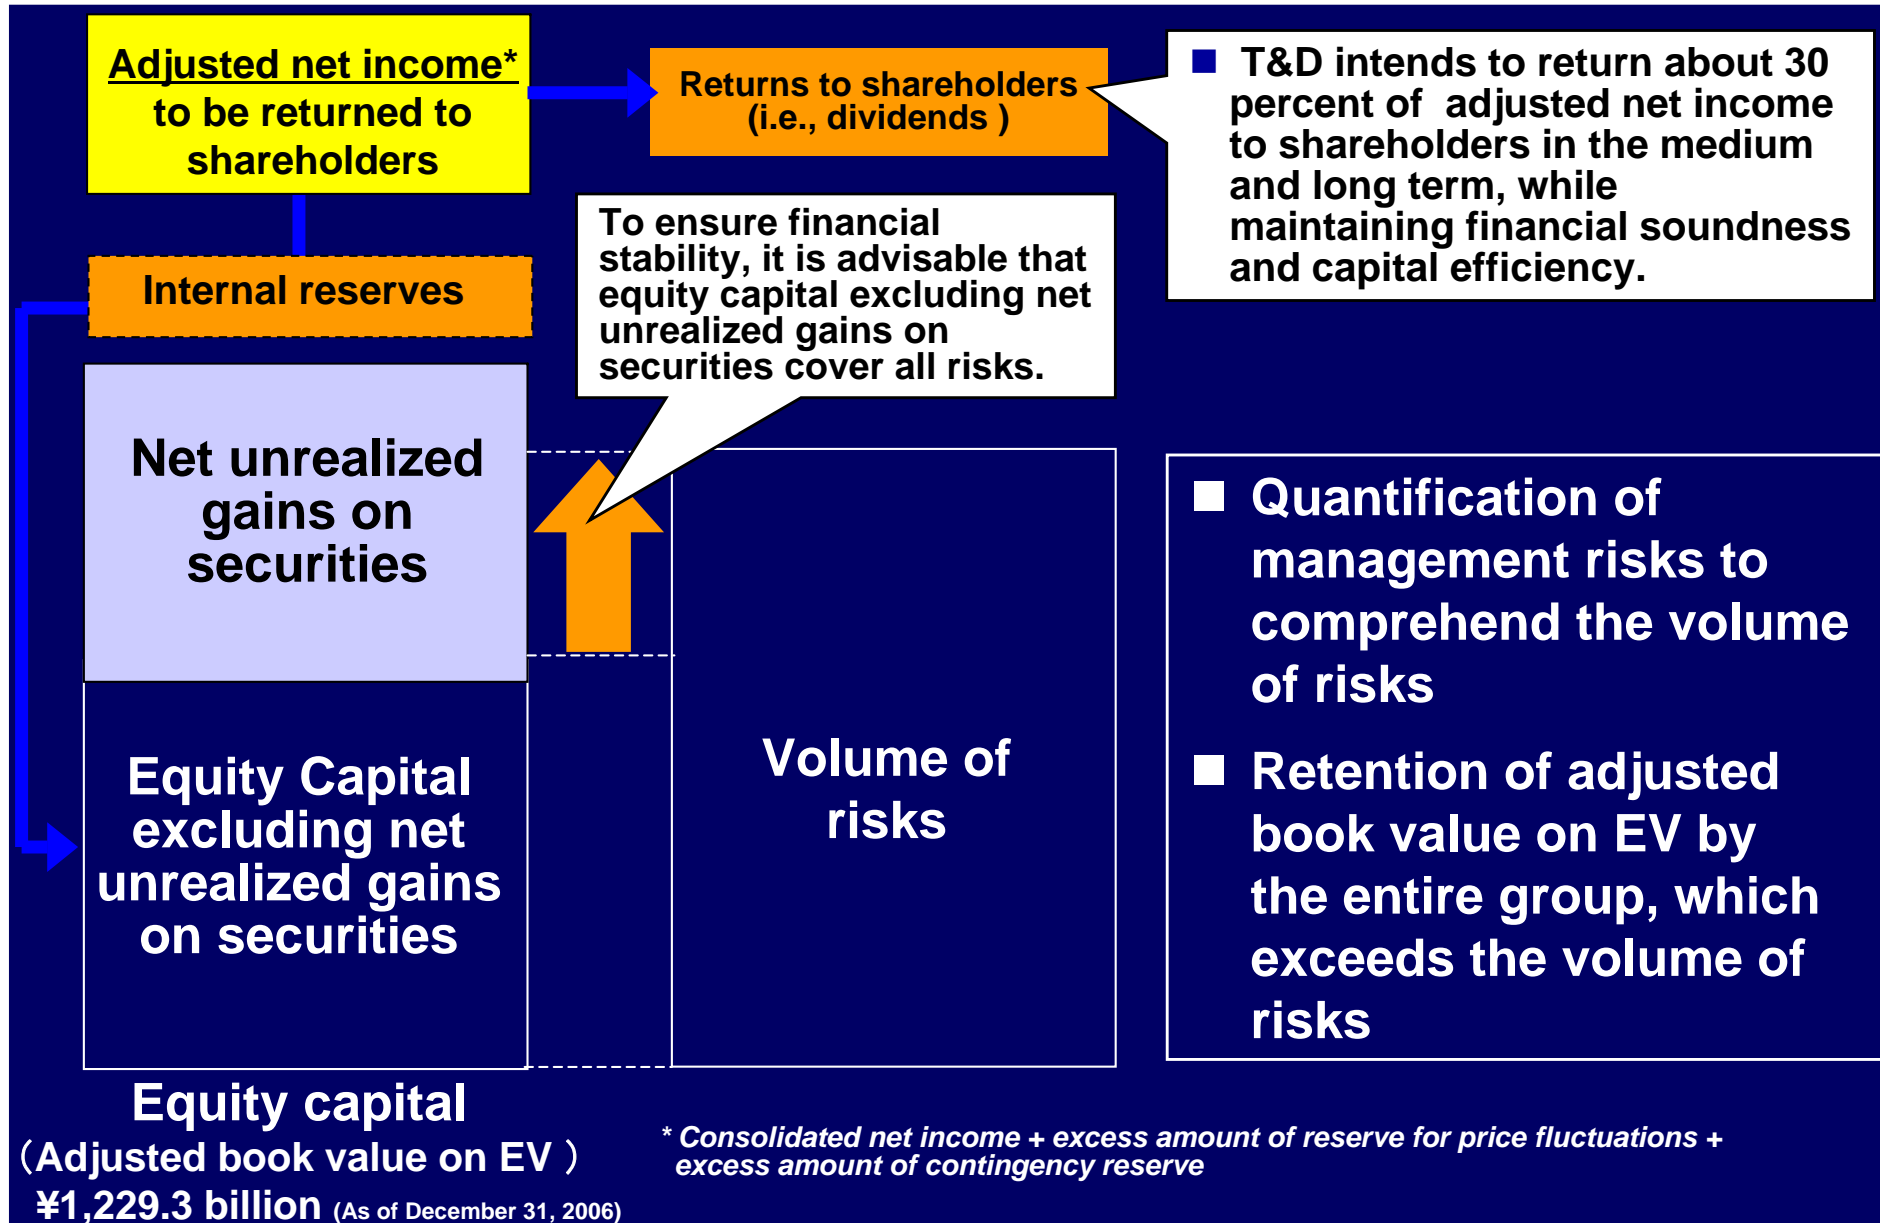 Adjusted net income*
to be returned to
shareholders
Returns to shareholders
(i.e., dividends )
■ T&D intends to return about 30
percent of adjusted net income
to shareholders in the medium
and long term, while
maintaining financial soundness
and capital efficiency.
To ensure financial
stability, it is advisable that
equity capital excluding net
unrealized gains on
securities cover all risks.
Internal reserves
Net unrealized
gains on
securities
Equity Capital
excluding net
unrealized gains
on securities
Volume of
risks
■ Quantification of
management risks to
comprehend the volume
of risks
■ Retention of adjusted
book value on EV by
the entire group, which
exceeds the volume of
risks
Equity capital
（Adjusted book value on EV ）
¥1,229.3 billion (As of December 31, 2006)
* Consolidated net income + excess amount of reserve for price fluctuations +
excess amount of contingency reserve